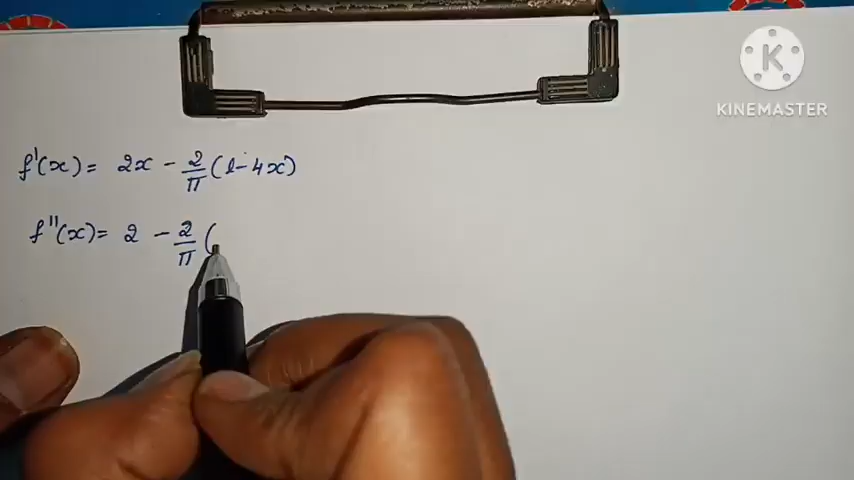 KINEMASTER
f'(x) = 2x - 2/π (l - 4x)
f''(x) = 2 - 2/π (